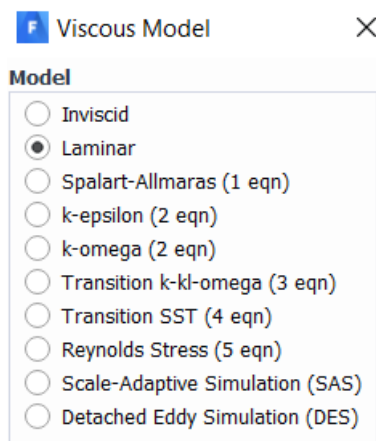 F Viscous Model
Model
Inviscid
Laminar
Spalart-Allmaras (1 eqn)
k-epsilon (2 eqn)
k-omega (2 eqn)
Transition k-kl-omega (3 eqn)
Transition SST (4 eqn)
Reynolds Stress (5 eqn)
Scale-Adaptive Simulation (SAS)
Detached Eddy Simulation (DES)